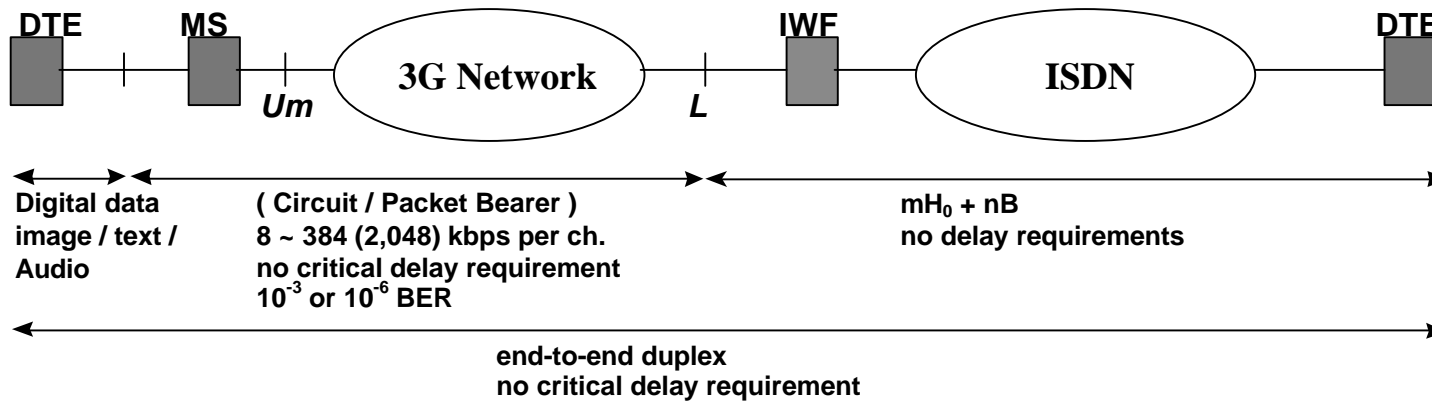 DTE MS IWF DTE
3G Network ISDN
Um L
Digital data
image / text /
Audio
( Circuit / Packet Bearer )
8 ~ 384 (2,048) kbps per ch.
no critical delay requirement
10⁻³ or 10⁻⁶ BER
mH₀ + nB
no delay requirements
end-to-end duplex
no critical delay requirement